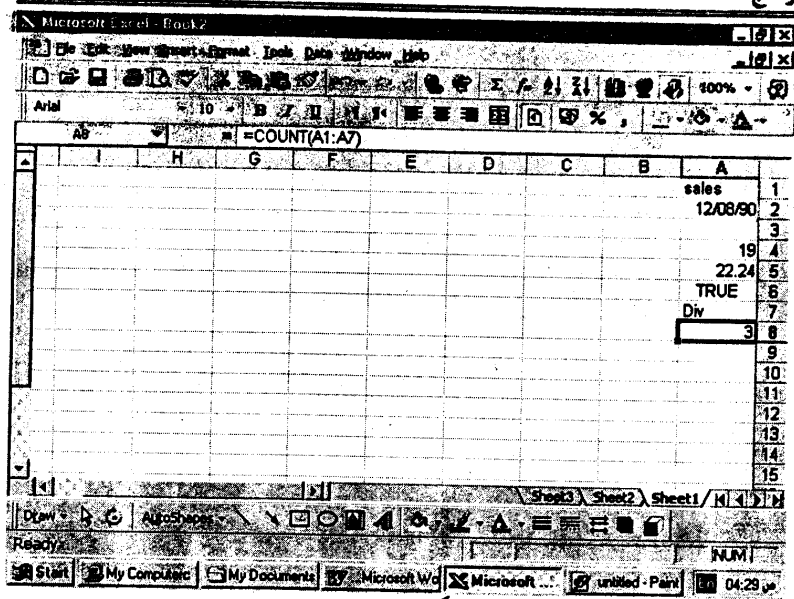 Microsoft Excel - Book2
File Edit View Insert Format Tools Data Window Help
100%
Arial 10 B
A8 = =COUNT(A1:A7)
I H G F E D C B A
sales 1
12/08/90 2
3
19 4
22.24 5
TRUE 6
Div 7
3 8
9
10
11
12
13
14
15
Sheet3 Sheet2 Sheet1
Draw AutoShapes
Ready NUM
Start My Computerc My Documents Microsoft Wo Microsoft ... untitled - Paint 04:29 ص